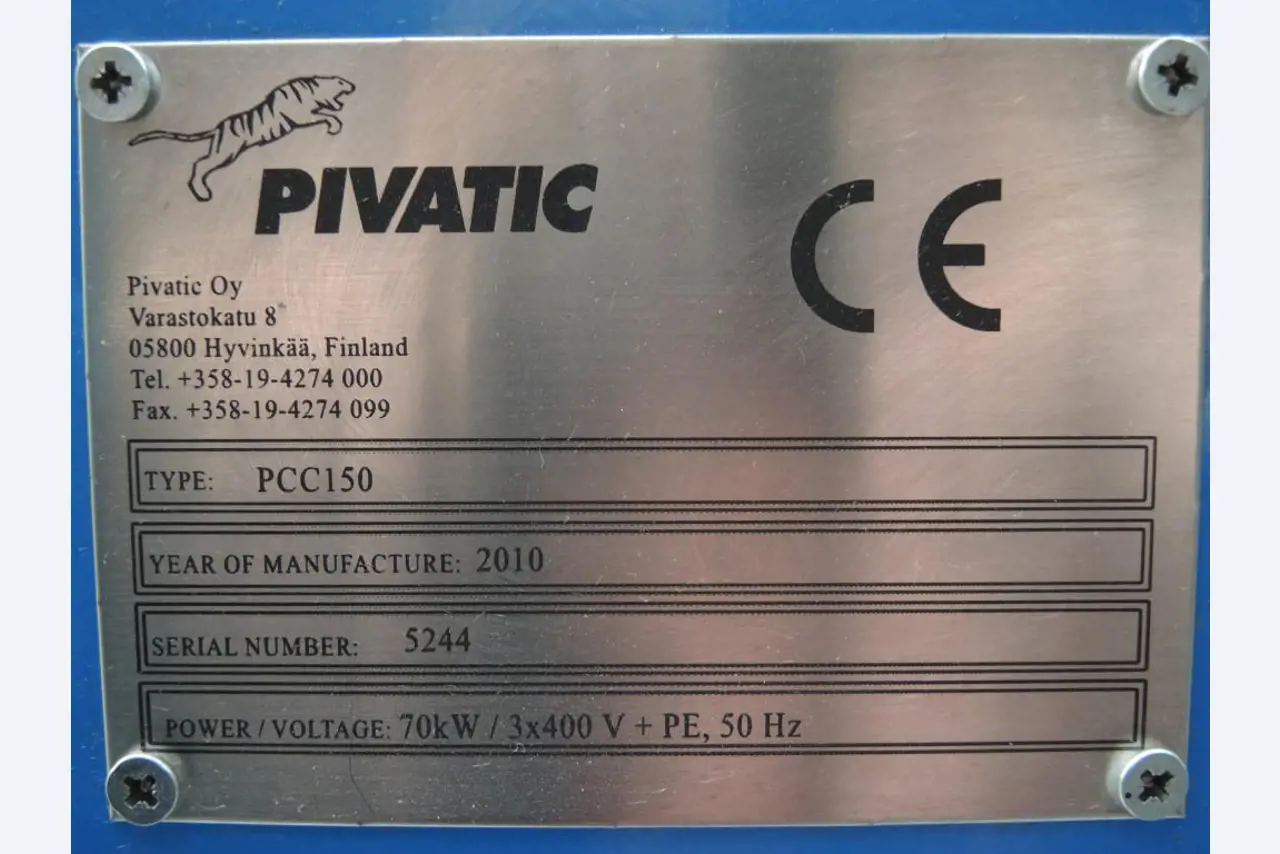 PIVATIC
CE
Pivatic Oy
Varastokatu 8
05800 Hyvinkää, Finland
Tel. +358-19-4274 000
Fax. +358-19-4274 099
TYPE: PCC150
YEAR OF MANUFACTURE: 2010
SERIAL NUMBER: 5244
POWER / VOLTAGE: 70kW / 3x400 V + PE, 50 Hz